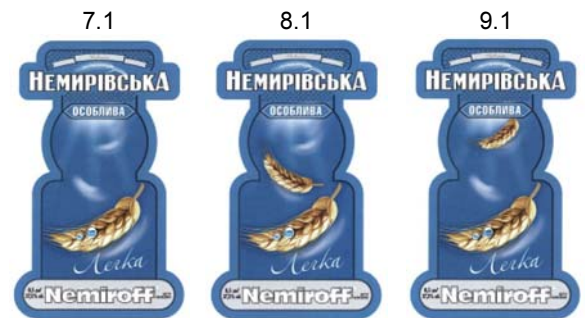 7.1 8.1 9.1
НЕМИРІВСЬКА НЕМИРІВСЬКА НЕМИРІВСЬКА
ОСОБЛИВА ОСОБЛИВА ОСОБЛИВА
Легка Легка Легка
Nemiroff Nemiroff Nemiroff